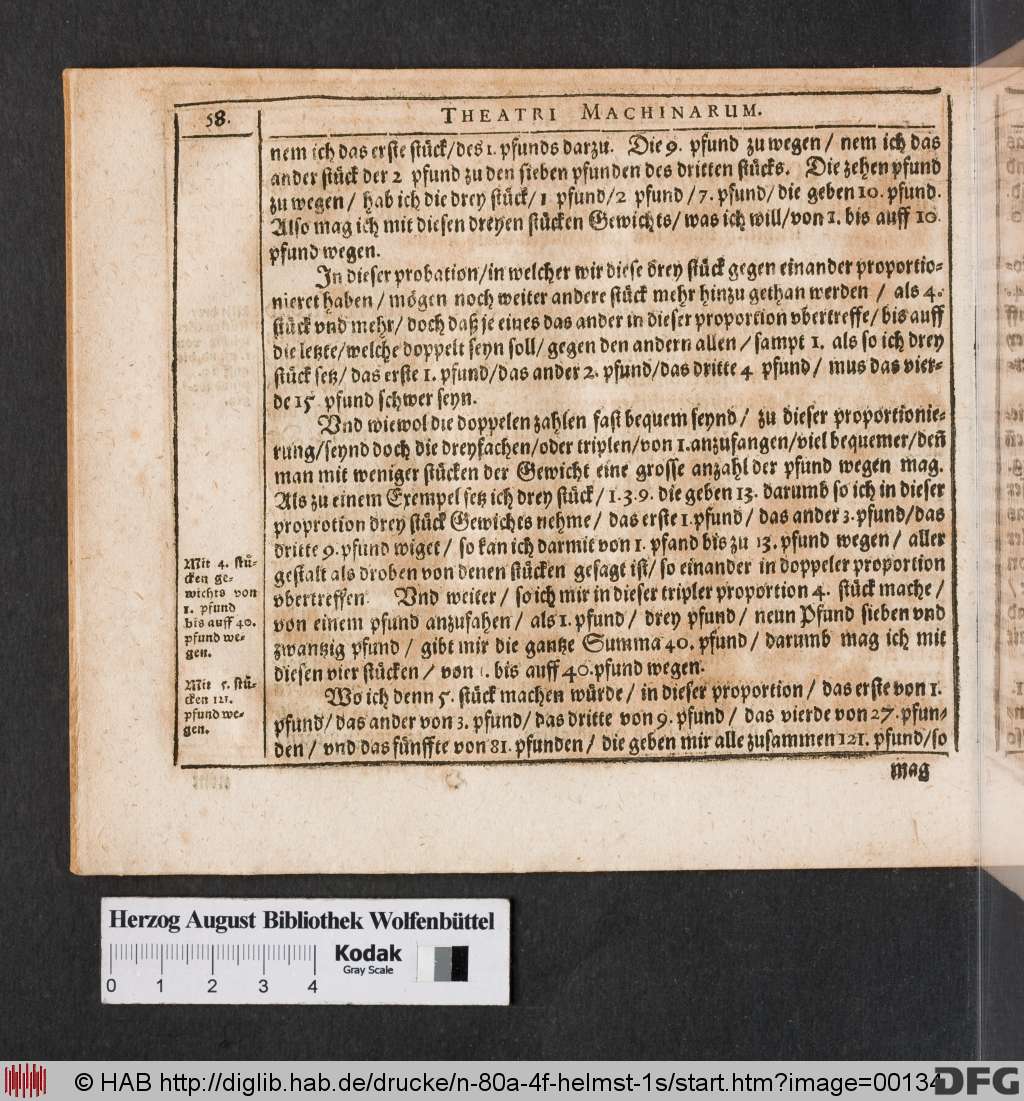 58.
THEATRI MACHINARUM.
nem ich das erste stück/des 1. pfunds darzu. Die 9. pfund zu wegen / nem ich das
ander stück der 2 pfund zu den sieben pfunden des dritten stücks. Die zehen pfund
zu wegen / hab ich die drey stück/ 1 pfund/2 pfund / 7. pfund/ die geben 10. pfund.
Also mag ich mit diesen dreyen stücken Gewichts/ was ich will/von 1. bis auff 10
pfund wegen.
In dieser probation/in welcher wir diese drey stück gegen einander proportio-
nieret haben / mögen noch weiter andere stück mehr hinzu gethan werden / als 4.
stück vnd mehr/ doch daß je eines das ander in dieser proportion vbertreffe/ bis auff
die letzte/welche doppelt seyn soll/ gegen den andern allen / sampt 1. als so ich drey
stück setz/ das erste 1. pfund/das ander 2. pfund/das dritte 4 pfund / mus das vier-
de 15 pfund schwer seyn.
Vnd wiewol die doppelen zahlen fast bequem seynd / zu dieser proportionie-
rung/seynd doch die dreyfachen/oder triplen/von 1.anzufangen/viel bequemer/deñ
man mit weniger stücken der Gewicht eine grosse anzahl der pfund wegen mag.
Als zu einem Exempel setz ich drey stück / 1.3.9. die geben 13. darumb so ich in dieser
proprotion drey stück Gewichts nehme / das erste 1.pfund / das ander 3.pfund/das
dritte 9.pfund wiget / so kan ich darmit von 1. pfand bis zu 13. pfund wegen / aller
gestalt als droben von denen stücken gesagt ist/ so einander in doppeler proportion
vbertreffen. Vnd weiter / so ich mir in dieser tripler proportion 4. stück mache /
von einem pfund anzufahen / als 1. pfund / drey pfund / neun Pfund sieben vnd
zwantzig pfund / gibt mir die gantze Summa 40. pfund / darumb mag ich mit
diesen vier stücken / von 1. bis auff 40.pfund wegen.
Wo ich denn 5. stück machen würde / in dieser proportion / das erste von 1.
pfund/ das ander von 3. pfund / das dritte von 9. pfund / das vierde von 27. pfun-
den / vnd das fünffte von 81. pfunden / die geben mir alle zusammen 121. pfund/so
mag
Mit 4. stü-
cken ge-
wichts von
1. pfund
bis auff 40.
pfund we-
gen.
Mit 5. stü-
cken 121.
pfund we-
gen.
Herzog August Bibliothek Wolfenbüttel
0 1 2 3 4
Kodak
Gray Scale
© HAB http://diglib.hab.de/drucke/n-80a-4f-helmst-1s/start.htm?image=00134
DFG